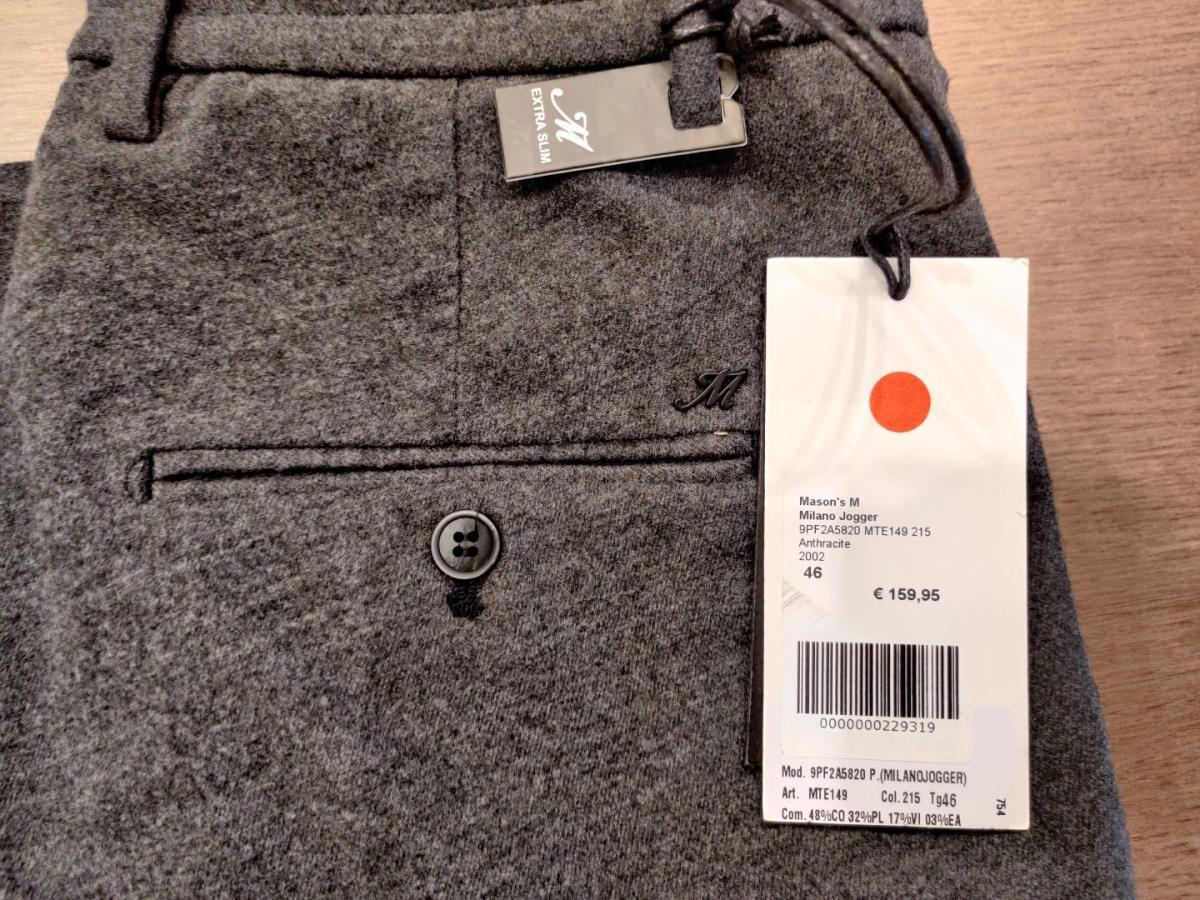 M
EXTRA SLIM
M
Mason's M
Milano Jogger
9PF2A5820 MTE149 215
Anthracite
2002
46
€ 159,95
0000000229319
Mod. 9PF2A5820 P.(MILANOJOGGER)
Art. MTE149 Col. 215 Tg46
Com. 48%CO 32%PL 17%VI 03%EA
754